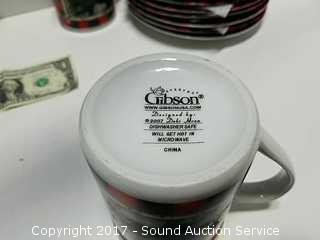 EVERYDAY
Gibson®
WWW.GIBSONUSA.COM
Designed by:
©2007 Debi Hron
DISHWASHER SAFE
WILL GET HOT IN
MICROWAVE
CHINA
Copyright 2017 - Sound Auction Service